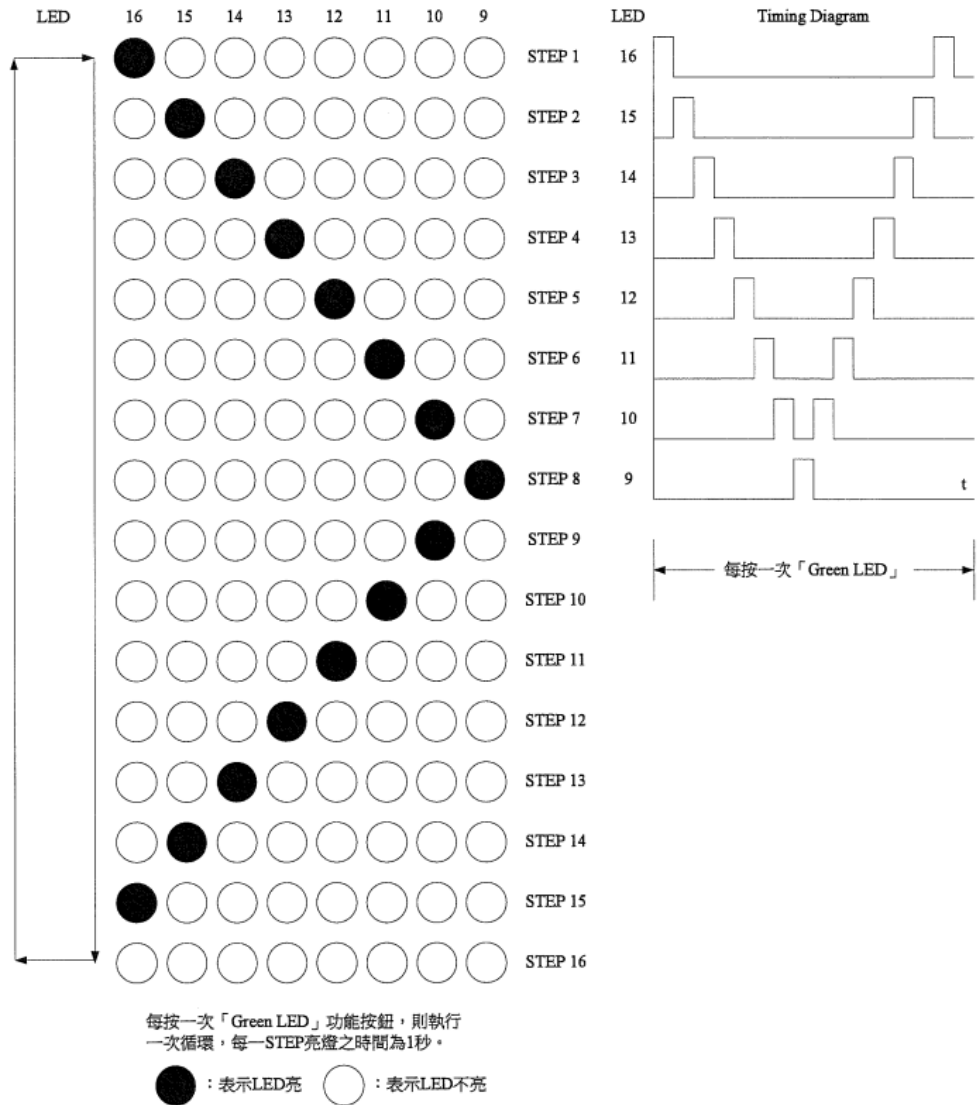 LED 16 15 14 13 12 11 10 9
LED Timing Diagram
STEP 1
STEP 2
STEP 3
STEP 4
STEP 5
STEP 6
STEP 7
STEP 8
STEP 9
STEP 10
STEP 11
STEP 12
STEP 13
STEP 14
STEP 15
STEP 16
16
15
14
13
12
11
10
9
t
每按一次「Green LED」
每按一次「Green LED」功能按鈕，則執行
一次循環，每一STEP亮燈之時間為1秒。
：表示LED亮 ：表示LED不亮